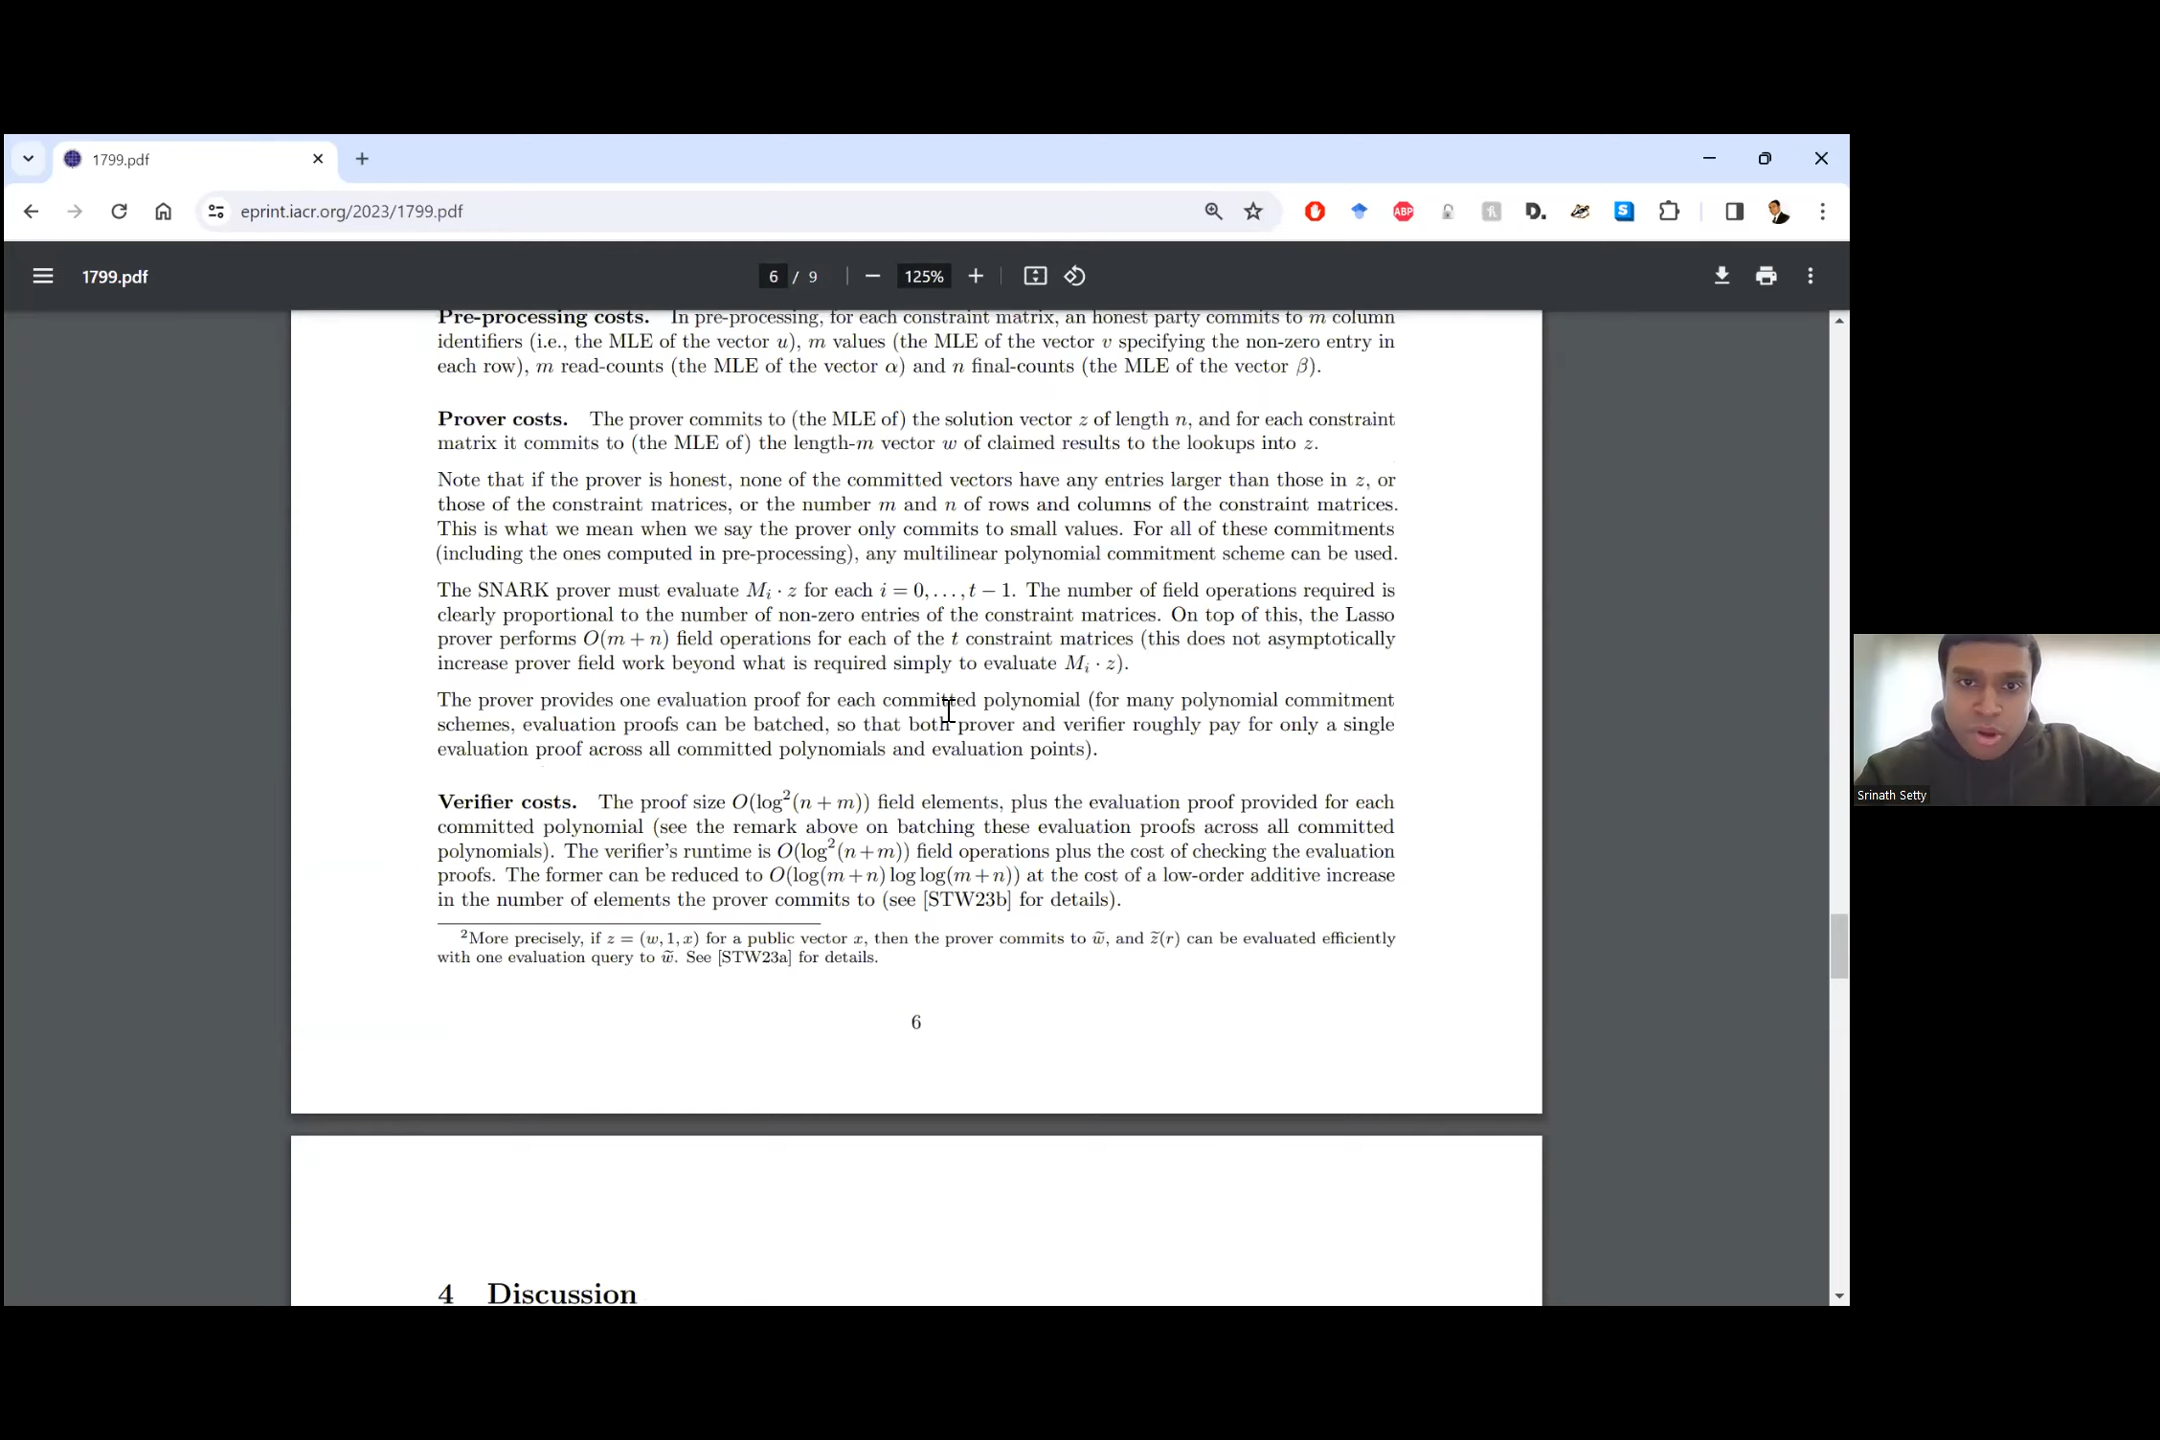 1799.pdf
eprint.iacr.org/2023/1799.pdf
ABP
D.
S
1799.pdf
6 / 9
125%
Pre-processing costs. In pre-processing, for each constraint matrix, an honest party commits to m column
identifiers (i.e., the MLE of the vector u), m values (the MLE of the vector v specifying the non-zero entry in
each row), m read-counts (the MLE of the vector α) and n final-counts (the MLE of the vector β).
Prover costs. The prover commits to (the MLE of) the solution vector z of length n, and for each constraint
matrix it commits to (the MLE of) the length-m vector w of claimed results to the lookups into z.
Note that if the prover is honest, none of the committed vectors have any entries larger than those in z, or
those of the constraint matrices, or the number m and n of rows and columns of the constraint matrices.
This is what we mean when we say the prover only commits to small values. For all of these commitments
(including the ones computed in pre-processing), any multilinear polynomial commitment scheme can be used.
The SNARK prover must evaluate Mᵢ · z for each i = 0, . . . , t − 1. The number of field operations required is
clearly proportional to the number of non-zero entries of the constraint matrices. On top of this, the Lasso
prover performs O(m + n) field operations for each of the t constraint matrices (this does not asymptotically
increase prover field work beyond what is required simply to evaluate Mᵢ · z).
The prover provides one evaluation proof for each committed polynomial (for many polynomial commitment
schemes, evaluation proofs can be batched, so that both prover and verifier roughly pay for only a single
evaluation proof across all committed polynomials and evaluation points).
Verifier costs. The proof size O(log²(n + m)) field elements, plus the evaluation proof provided for each
committed polynomial (see the remark above on batching these evaluation proofs across all committed
polynomials). The verifier's runtime is O(log²(n+m)) field operations plus the cost of checking the evaluation
proofs. The former can be reduced to O(log(m+n) log log(m+n)) at the cost of a low-order additive increase
in the number of elements the prover commits to (see [STW23b] for details).
²More precisely, if z = (w, 1, x) for a public vector x, then the prover commits to w̃, and z̃(r) can be evaluated efficiently
with one evaluation query to w̃. See [STW23a] for details.
6
4 Discussion
Srinath Setty